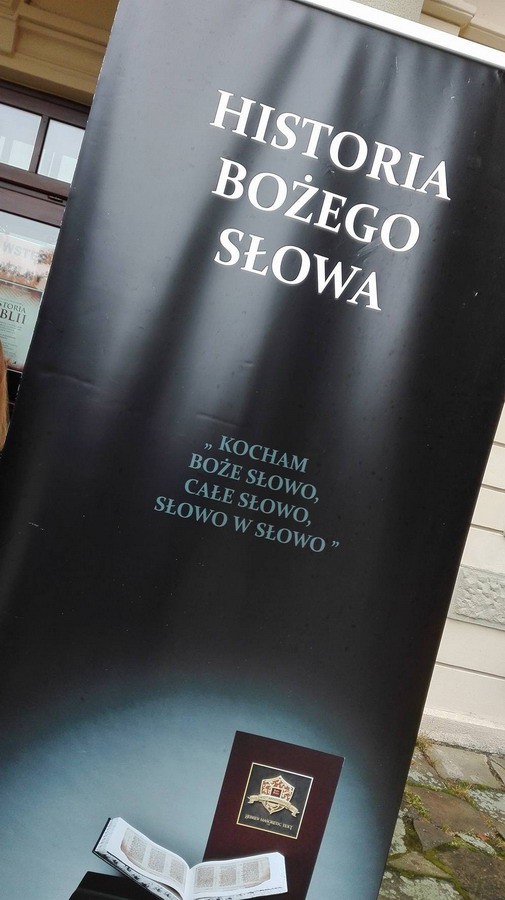 HISTORIA
BOŻEGO
SŁOWA
„ KOCHAM
BOŻE SŁOWO,
CAŁE SŁOWO,
SŁOWO W SŁOWO ”